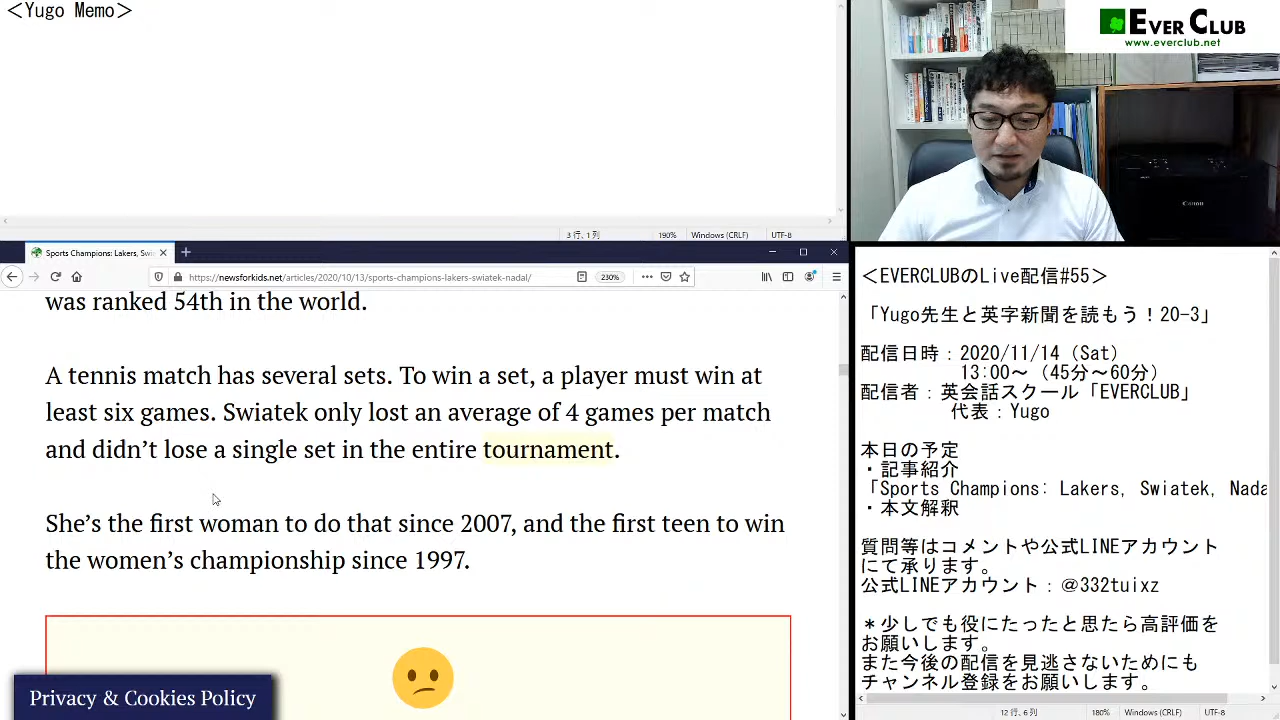 <Yugo Memo>
3 行, 1 列
190%
Windows (CRLF)
UTF-8
EVER CLUB
www.everclub.net
Canon
Sports Champions: Lakers, Swi
https://newsforkids.net/articles/2020/10/13/sports-champions-lakers-swiatek-nadal/
230%
was ranked 54th in the world.
A tennis match has several sets. To win a set, a player must win at
least six games. Swiatek only lost an average of 4 games per match
and didn't lose a single set in the entire tournament.
She's the first woman to do that since 2007, and the first teen to win
the women's championship since 1997.
Privacy & Cookies Policy
<EVERCLUBのLive配信#55>
「Yugo先生と英字新聞を読もう！20-3」
配信日時：2020/11/14（Sat）
13:00～（45分～60分）
配信者：英会話スクール「EVERCLUB」
代表：Yugo
本日の予定
・記事紹介
「Sports Champions: Lakers, Swiatek, Nada
・本文解釈
質問等はコメントや公式LINEアカウント
にて承ります。
公式LINEアカウント：@332tuixz
＊少しでも役にたったと思たら高評価を
お願いします。
また今後の配信を見逃さないためにも
チャンネル登録をお願いします。
12 行, 6 列
180%
Windows (CRLF)
UTF-8